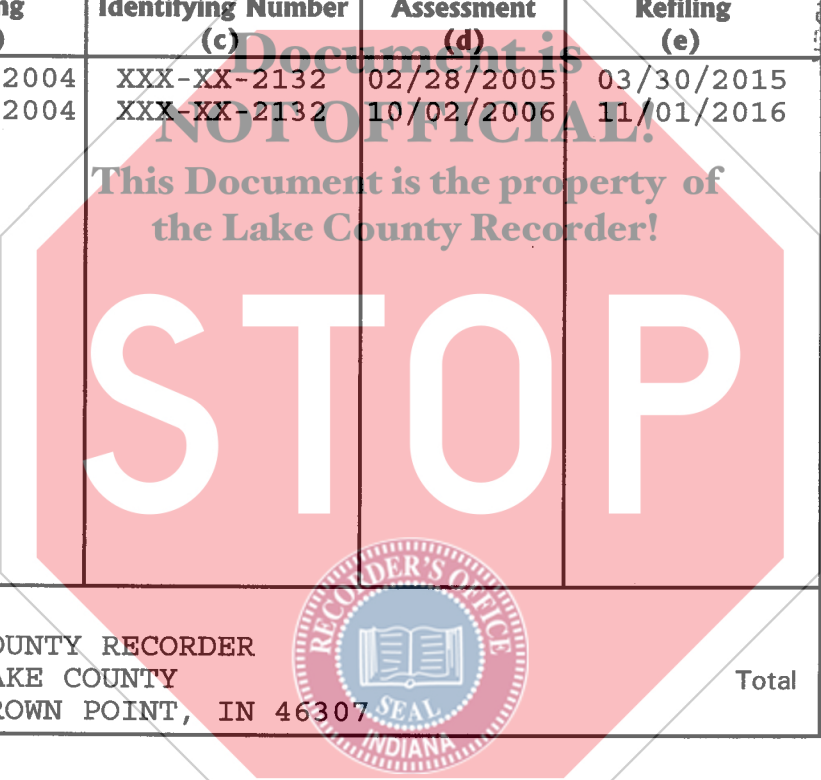 Identifying Number Assessment Refiling
(c) (d) (e)
2004 XXX-XX-2132 02/28/2005 03/30/2015
2004 XXX-XX-2132 10/02/2006 11/01/2016
Document is
NOT OFFICIAL!
This Document is the property of
the Lake County Recorder!
STOP
OUNTY RECORDER
AKE COUNTY
ROWN POINT, IN 46307
Total
RECORDER'S OFFICE
SEAL
INDIANA